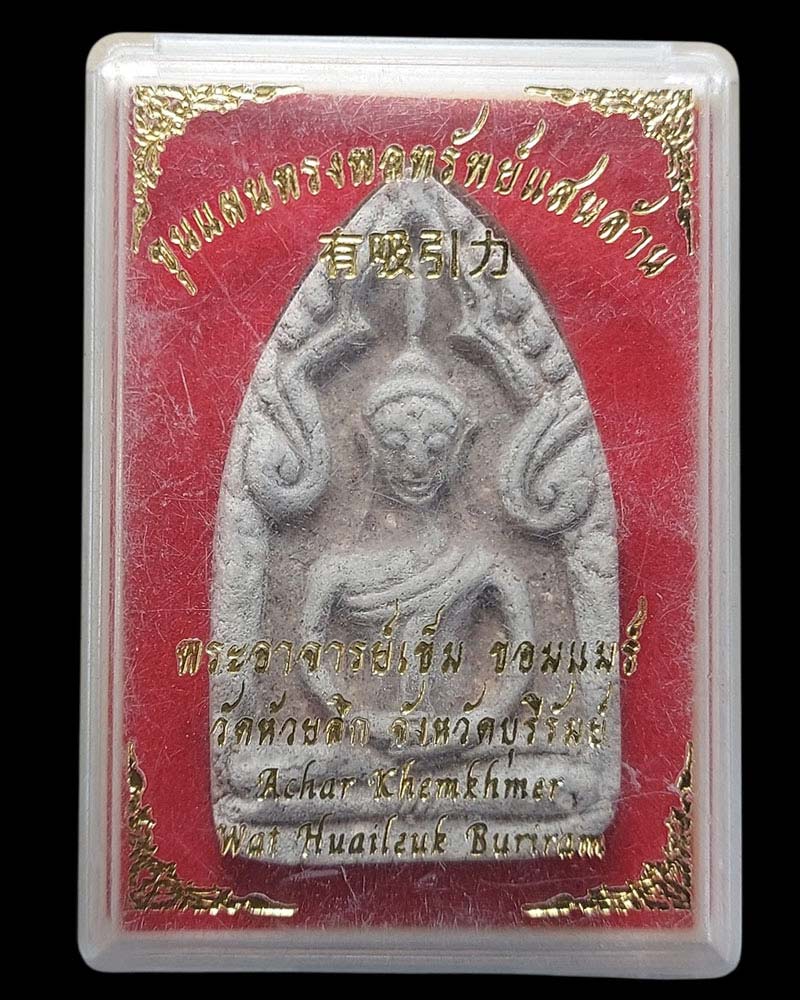 ขุนแผนทรงพลทรัพย์แสนล้าน
有吸引力
พระอาจารย์เข็ม ขอมแมร์
วัดห้วยลึก จังหวัดบุรีรัมย์
Achar Khemkhmer
Wat Huaileuk Buriram